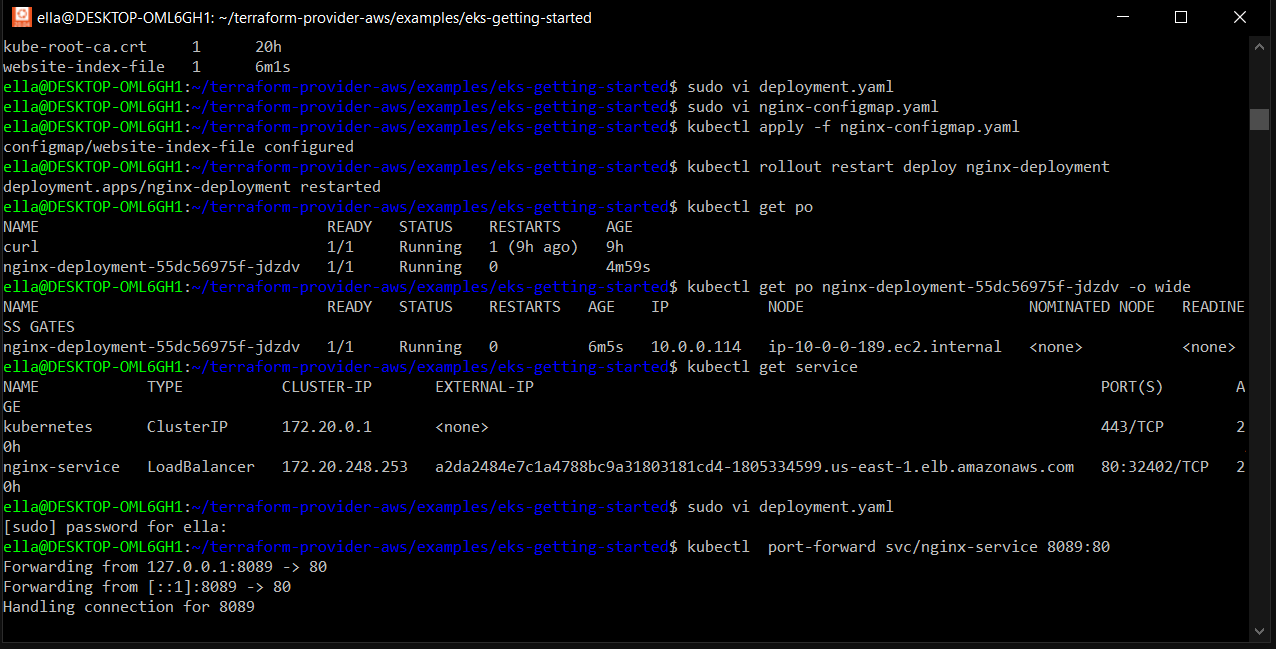 ella@DESKTOP-OML6GH1: ~/terraform-provider-aws/examples/eks-getting-started
kube-root-ca.crt     1      20h
website-index-file   1      6m1s
ella@DESKTOP-OML6GH1:~/terraform-provider-aws/examples/eks-getting-started$ sudo vi deployment.yaml
ella@DESKTOP-OML6GH1:~/terraform-provider-aws/examples/eks-getting-started$ sudo vi nginx-configmap.yaml
ella@DESKTOP-OML6GH1:~/terraform-provider-aws/examples/eks-getting-started$ kubectl apply -f nginx-configmap.yaml
configmap/website-index-file configured
ella@DESKTOP-OML6GH1:~/terraform-provider-aws/examples/eks-getting-started$ kubectl rollout restart deploy nginx-deployment
deployment.apps/nginx-deployment restarted
ella@DESKTOP-OML6GH1:~/terraform-provider-aws/examples/eks-getting-started$ kubectl get po
NAME                                READY   STATUS    RESTARTS     AGE
curl                                1/1     Running   1 (9h ago)   9h
nginx-deployment-55dc56975f-jdzdv   1/1     Running   0            4m59s
ella@DESKTOP-OML6GH1:~/terraform-provider-aws/examples/eks-getting-started$ kubectl get po nginx-deployment-55dc56975f-jdzdv -o wide
NAME                                READY   STATUS    RESTARTS   AGE    IP           NODE                         NOMINATED NODE   READINE
SS GATES
nginx-deployment-55dc56975f-jdzdv   1/1     Running   0          6m5s   10.0.0.114   ip-10-0-0-189.ec2.internal   <none>           <none>
ella@DESKTOP-OML6GH1:~/terraform-provider-aws/examples/eks-getting-started$ kubectl get service
NAME            TYPE           CLUSTER-IP       EXTERNAL-IP                                                               PORT(S)        A
GE
kubernetes      ClusterIP      172.20.0.1       <none>                                                                    443/TCP        2
0h
nginx-service   LoadBalancer   172.20.248.253   a2da2484e7c1a4788bc9a31803181cd4-1805334599.us-east-1.elb.amazonaws.com   80:32402/TCP   2
0h
ella@DESKTOP-OML6GH1:~/terraform-provider-aws/examples/eks-getting-started$ sudo vi deployment.yaml
[sudo] password for ella:
ella@DESKTOP-OML6GH1:~/terraform-provider-aws/examples/eks-getting-started$ kubectl  port-forward svc/nginx-service 8089:80
Forwarding from 127.0.0.1:8089 -> 80
Forwarding from [::1]:8089 -> 80
Handling connection for 8089